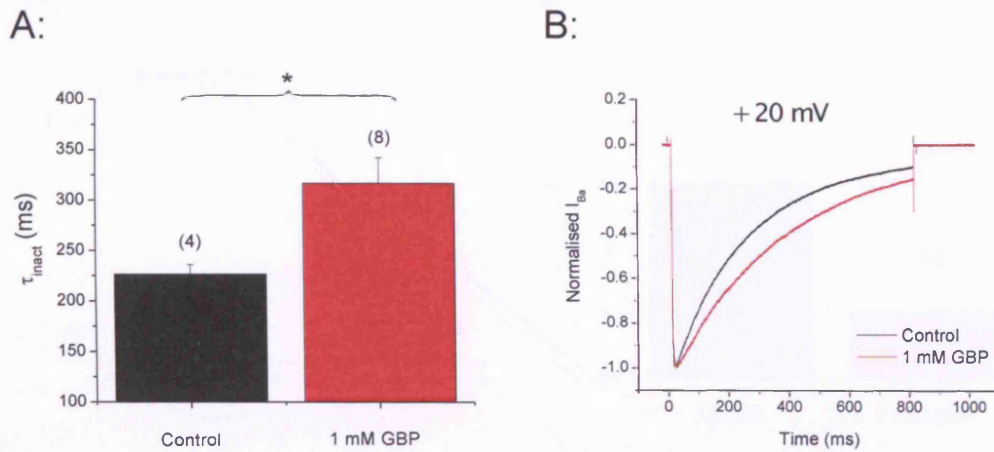 A:
*
400
350
300
250
200
150
100
τinact (ms)
(4)
(8)
Control
1 mM GBP
B:
+ 20 mV
0.2
0.0
-0.2
-0.4
-0.6
-0.8
-1.0
Normalised IBa
Control
1 mM GBP
0
200
400
600
800
1000
Time (ms)